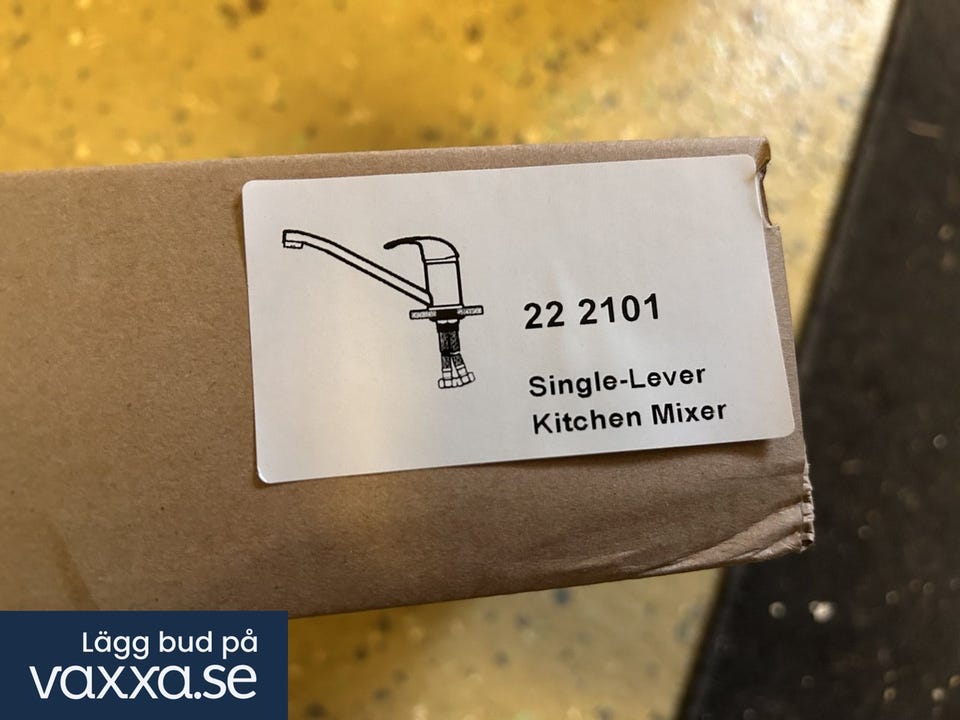 22 2101
Single-Lever
Kitchen Mixer
Lägg bud på
vaxxa.se